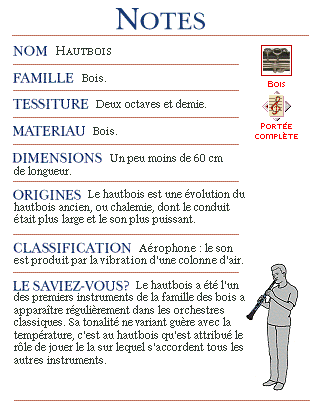 NOTES
NOM HAUTBOIS
BOIS
FAMILLE Bois.
TESSITURE Deux octaves et demie.
PORTÉE
COMPLÈTE
MATERIAU Bois.
DIMENSIONS Un peu moins de 60 cm
de longueur.
ORIGINES Le hautbois est une évolution du
hautbois ancien, ou chalemie, dont le conduit
était plus large et le son plus puissant.
CLASSIFICATION Aérophone : le son
est produit par la vibration d'une colonne d'air.
LE SAVIEZ-VOUS? Le hautbois a été l'un
des premiers instruments de la famille des bois a
apparaître régulièrement dans les orchestres
classiques. Sa tonalité ne variant guère avec la
température, c'est au hautbois qu'est attribué le
rôle de jouer le la sur lequel s'accordent tous les
autres instruments.